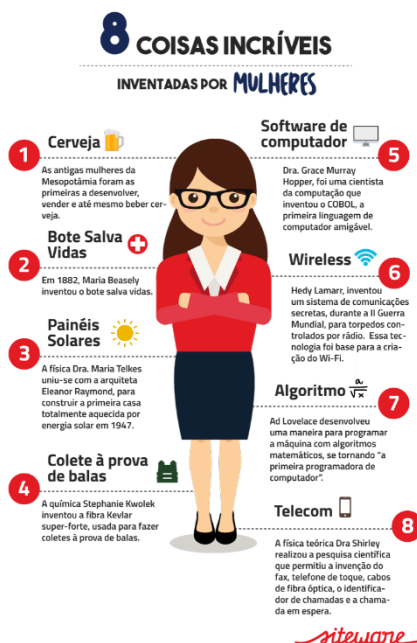 8 COISAS INCRÍVEIS
INVENTADAS POR MULHERES
1
Cerveja
As antigas mulheres da
Mesopotâmia foram as
primeiras a desenvolver,
vender e até mesmo beber cer-
veja.
2
Bote Salva
Vidas
Em 1882, Maria Beasely
inventou o bote salva vidas.
3
Painéis
Solares
A física Dra. Maria Telkes
uniu-se com a arquiteta
Eleanor Raymond, para
construir a primeira casa
totalmente aquecida por
energia solar em 1947.
4
Colete à prova
de balas
A química Stephanie Kwolek
inventou a fibra Kevlar
super-forte, usada para fazer
coletes à prova de balas.
Software de
computador
5
Dra. Grace Murray
Hopper, foi uma cientista
da computação que
inventou o COBOL, a
primeira linguagem de
computador amigável.
Wireless
6
Hedy Lamarr, inventou
um sistema de comunicações
secretas, durante a II Guerra
Mundial, para torpedos con-
trolados por rádio. Essa tec-
nologia foi base para a cria-
ção do Wi-Fi.
Algoritmo a/√x
7
Ad Lovelace desenvolveu
uma maneira para programar
a máquina com algoritmos
matemáticos, se tornando “a
primeira programadora de
computador”.
Telecom
8
A física teórica Dra Shirley
realizou a pesquisa científica
que permitiu a invenção do
fax, telefone de toque, cabos
de fibra óptica, o identifica-
dor de chamadas e a chama-
da em espera.
siteware